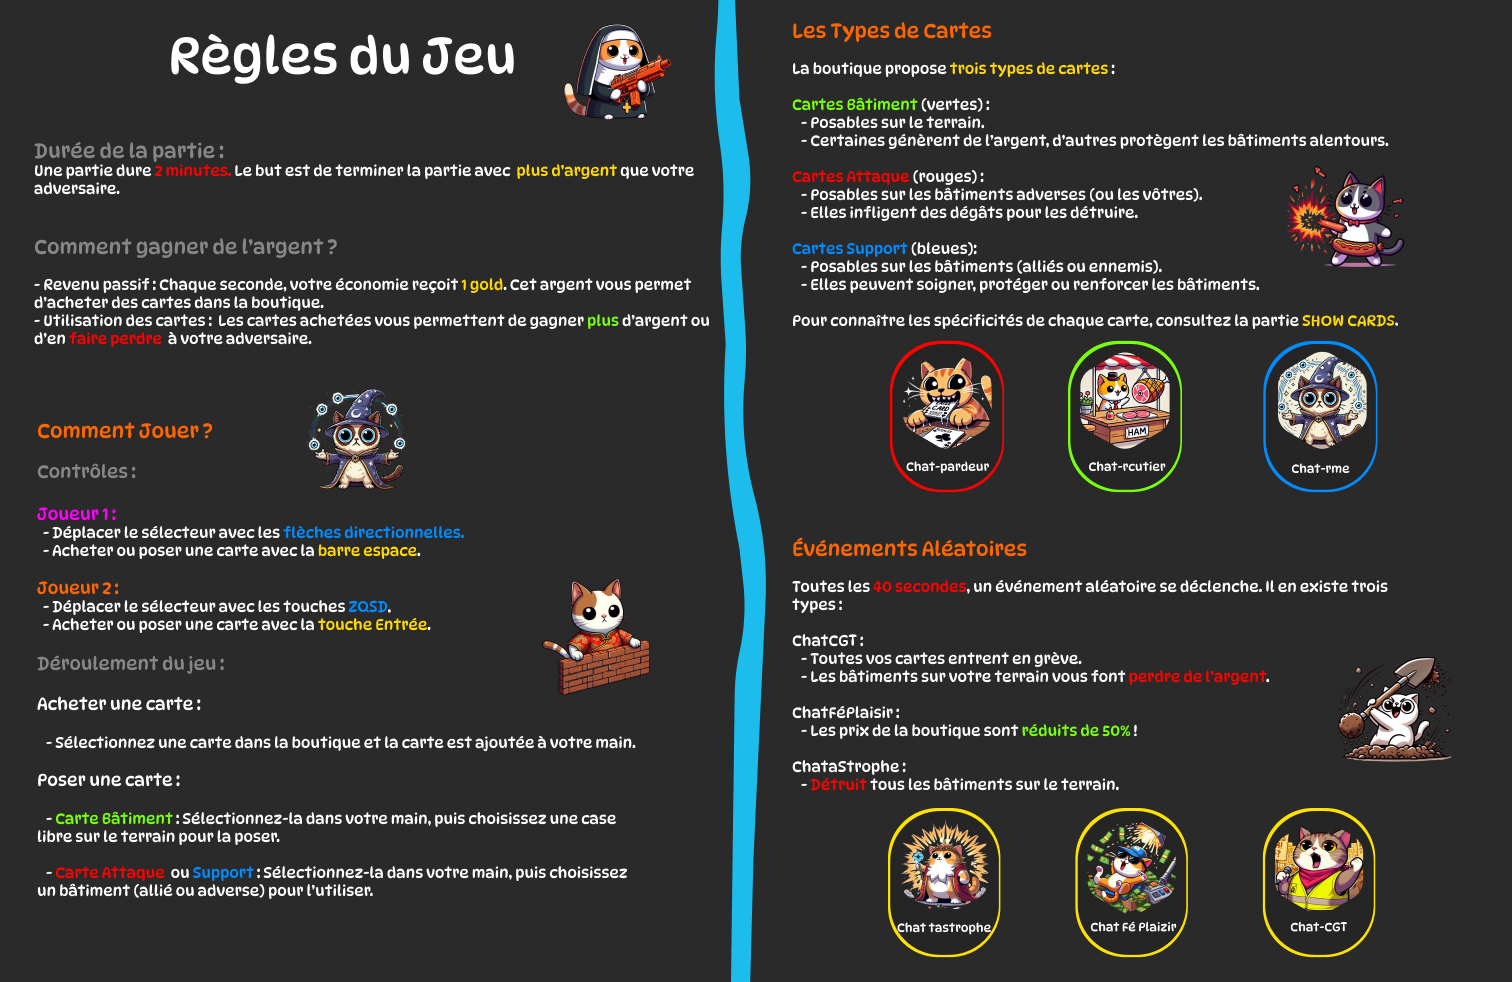 Règles du Jeu
Durée de la partie :
Une partie dure 2 minutes. Le but est de terminer la partie avec plus d'argent que votre
adversaire.
Comment gagner de l'argent ?
- Revenu passif : Chaque seconde, votre économie reçoit 1 gold. Cet argent vous permet
d'acheter des cartes dans la boutique.
- Utilisation des cartes : Les cartes achetées vous permettent de gagner plus d'argent ou
d'en faire perdre à votre adversaire.
Comment Jouer ?
Contrôles :
Joueur 1 :
- Déplacer le sélecteur avec les flèches directionnelles.
- Acheter ou poser une carte avec la barre espace.
Joueur 2 :
- Déplacer le sélecteur avec les touches ZQSD.
- Acheter ou poser une carte avec la touche Entrée.
Déroulement du jeu :
Acheter une carte :
- Sélectionnez une carte dans la boutique et la carte est ajoutée à votre main.
Poser une carte :
- Carte Bâtiment : Sélectionnez-la dans votre main, puis choisissez une case
libre sur le terrain pour la poser.
- Carte Attaque ou Support : Sélectionnez-la dans votre main, puis choisissez
un bâtiment (allié ou adverse) pour l'utiliser.
Les Types de Cartes
La boutique propose trois types de cartes :
Cartes Bâtiment (vertes) :
- Posables sur le terrain.
- Certaines génèrent de l'argent, d'autres protègent les bâtiments alentours.
Cartes Attaque (rouges) :
- Posables sur les bâtiments adverses (ou les vôtres).
- Elles infligent des dégâts pour les détruire.
Cartes Support (bleues):
- Posables sur les bâtiments (alliés ou ennemis).
- Elles peuvent soigner, protéger ou renforcer les bâtiments.
Pour connaître les spécificités de chaque carte, consultez la partie SHOW CARDS.
CARD
HAM
Chat-pardeur
Chat-rcutier
Chat-rme
Événements Aléatoires
Toutes les 40 secondes, un événement aléatoire se déclenche. Il en existe trois
types :
ChatCGT :
- Toutes vos cartes entrent en grève.
- Les bâtiments sur votre terrain vous font perdre de l'argent.
ChatFéPlaisir :
- Les prix de la boutique sont réduits de 50% !
ChataStrophe :
- Détruit tous les bâtiments sur le terrain.
Chat tastrophe
Chat Fé Plaizir
Chat-CGT